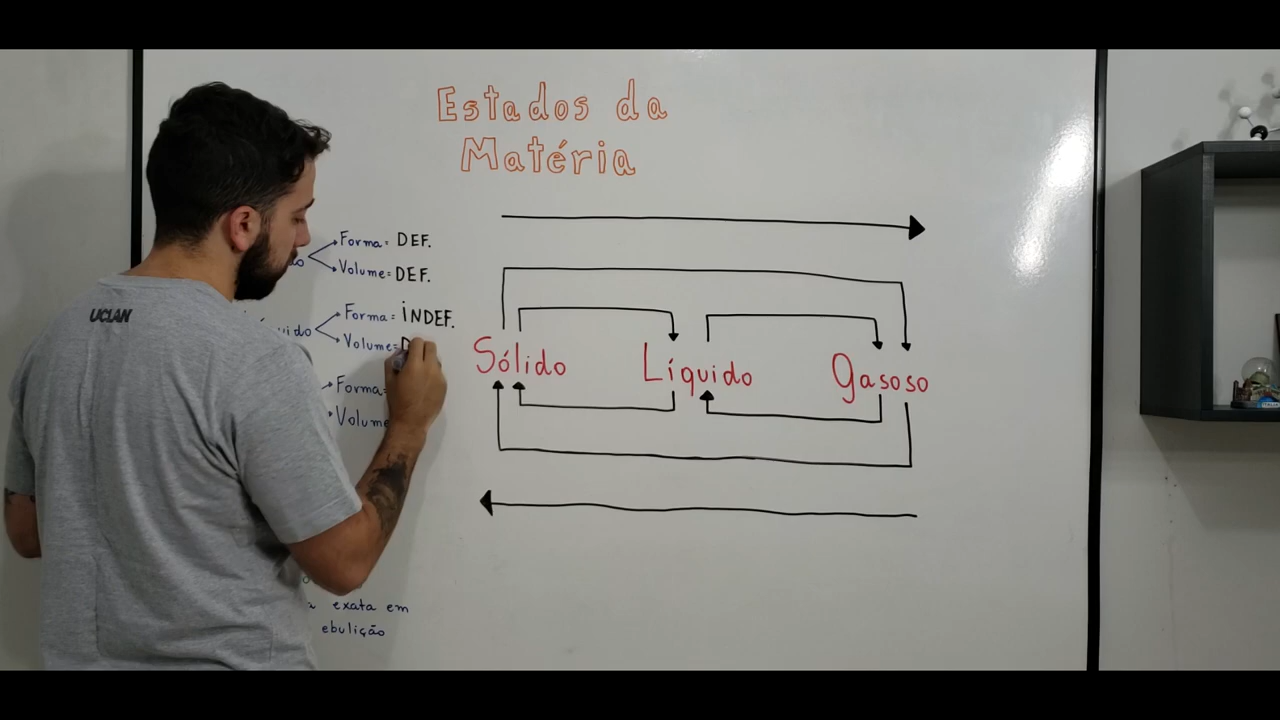 Estados da
Matéria
Forma = DEF.
Volume = DEF.
Forma = INDEF.
Volume =
Forma =
Volume
Sólido
Líquido
gasoso
exata em
ebulição
UCLAN